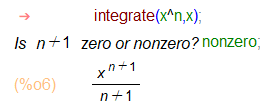 ➔ integrate(x^n,x);
Is n+1 zero or nonzero? nonzero;
(%o6) x^(n+1)
n+1